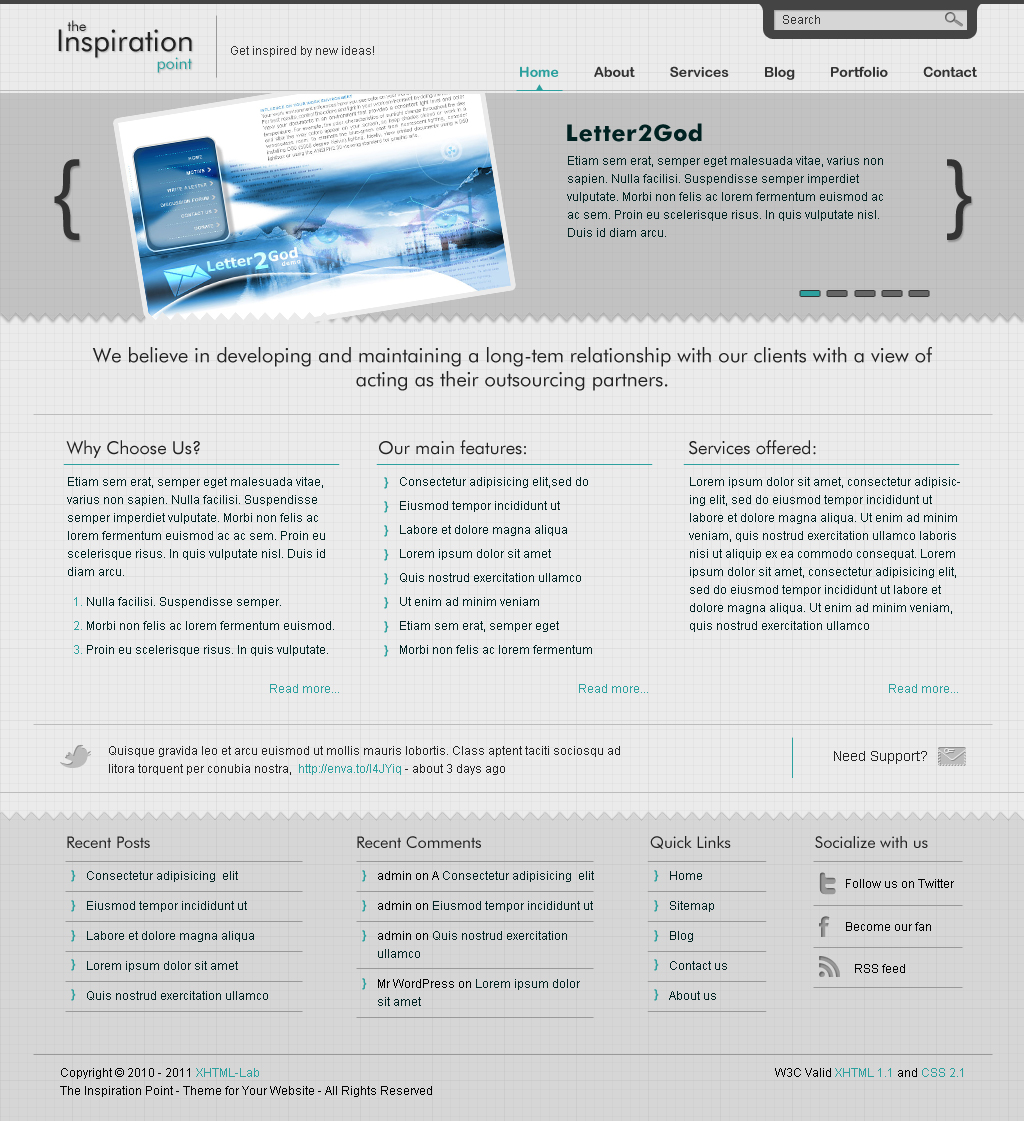 the
Inspiration
point
Get inspired by new ideas!
Search
Home About Services Blog Portfolio Contact
HOME
MOTIVE
WRITE A LETTER
DISCUSSION FORUM
CONTACT US
DONATE
Letter2God
demo
Letter2God
Etiam sem erat, semper eget malesuada vitae, varius non
sapien. Nulla facilisi. Suspendisse semper imperdiet
vulputate. Morbi non felis ac lorem fermentum euismod ac
ac sem. Proin eu scelerisque risus. In quis vulputate nisl.
Duis id diam arcu.
We believe in developing and maintaining a long-tem relationship with our clients with a view of
acting as their outsourcing partners.
Why Choose Us?
Etiam sem erat, semper eget malesuada vitae,
varius non sapien. Nulla facilisi. Suspendisse
semper imperdiet vulputate. Morbi non felis ac
lorem fermentum euismod ac ac sem. Proin eu
scelerisque risus. In quis vulputate nisl. Duis id
diam arcu.
1. Nulla facilisi. Suspendisse semper.
2. Morbi non felis ac lorem fermentum euismod.
3. Proin eu scelerisque risus. In quis vulputate.
Read more...
Our main features:
Consectetur adipisicing elit,sed do
Eiusmod tempor incididunt ut
Labore et dolore magna aliqua
Lorem ipsum dolor sit amet
Quis nostrud exercitation ullamco
Ut enim ad minim veniam
Etiam sem erat, semper eget
Morbi non felis ac lorem fermentum
Read more...
Services offered:
Lorem ipsum dolor sit amet, consectetur adipisic-
ing elit, sed do eiusmod tempor incididunt ut
labore et dolore magna aliqua. Ut enim ad minim
veniam, quis nostrud exercitation ullamco laboris
nisi ut aliquip ex ea commodo consequat. Lorem
ipsum dolor sit amet, consectetur adipisicing elit,
sed do eiusmod tempor incididunt ut labore et
dolore magna aliqua. Ut enim ad minim veniam,
quis nostrud exercitation ullamco
Read more...
Quisque gravida leo et arcu euismod ut mollis mauris lobortis. Class aptent taciti sociosqu ad
litora torquent per conubia nostra, http://enva.to/I4JYiq - about 3 days ago
Need Support?
Recent Posts
Consectetur adipisicing elit
Eiusmod tempor incididunt ut
Labore et dolore magna aliqua
Lorem ipsum dolor sit amet
Quis nostrud exercitation ullamco
Recent Comments
admin on A Consectetur adipisicing elit
admin on Eiusmod tempor incididunt ut
admin on Quis nostrud exercitation
ullamco
Mr WordPress on Lorem ipsum dolor
sit amet
Quick Links
Home
Sitemap
Blog
Contact us
About us
Socialize with us
Follow us on Twitter
Become our fan
RSS feed
Copyright © 2010 - 2011 XHTML-Lab
The Inspiration Point - Theme for Your Website - All Rights Reserved
W3C Valid XHTML 1.1 and CSS 2.1